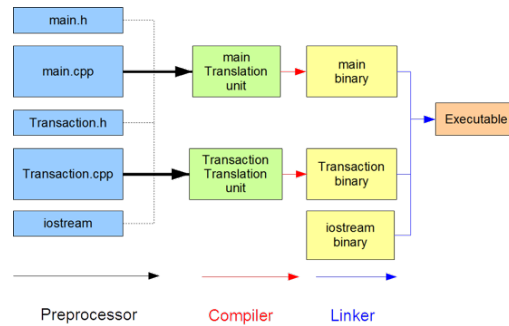 main.h
main.cpp
main
Translation
unit
main
binary
Transaction.h
Executable
Transaction.cpp
Transaction
Translation
unit
Transaction
binary
iostream
iostream
binary
Preprocessor
Compiler
Linker